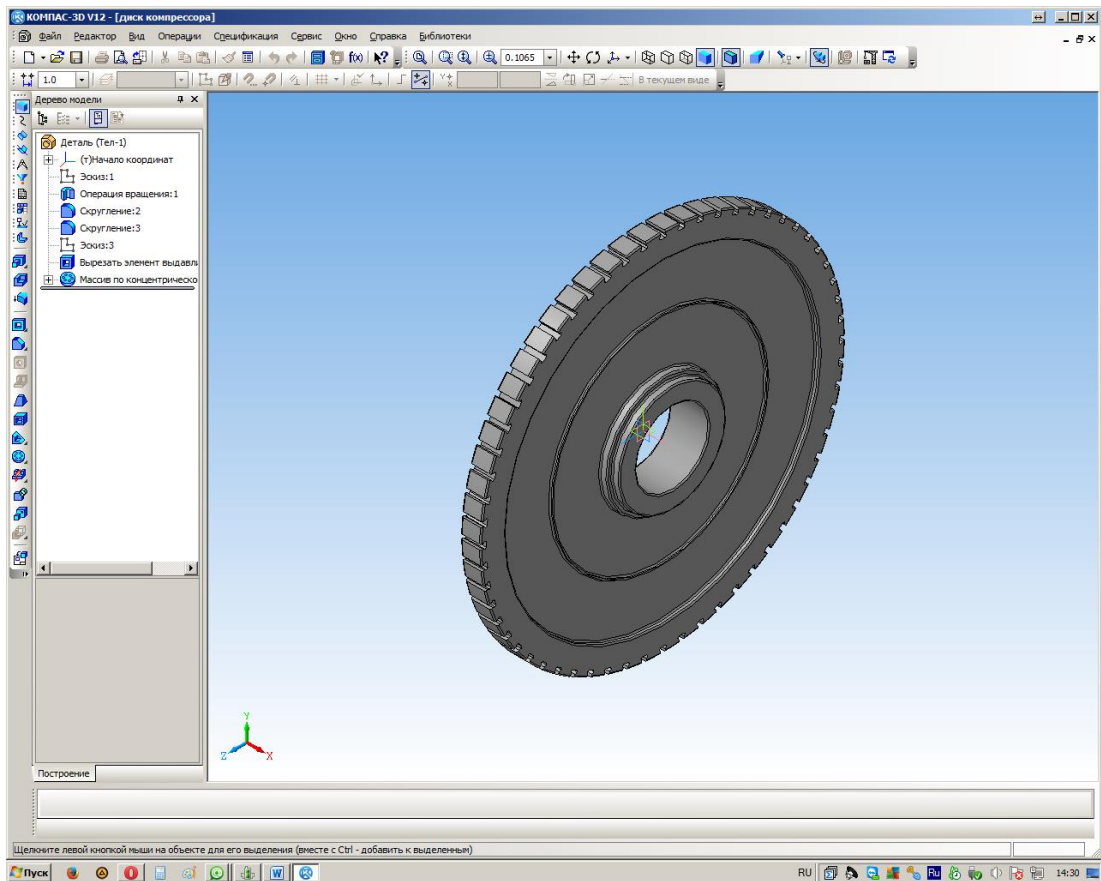 КОМПАС-3D V12 - [диск компрессора]
Файл Редактор Вид Операции Спецификация Сервис Окно Справка Библиотеки
0.1065
1.0 В текущем виде
Дерево модели
Деталь (Тел-1)
(т)Начало координат
Эскиз:1
Операция вращения:1
Скругление:2
Скругление:3
Эскиз:3
Вырезать элемент выдавл
Массив по концентрическо
Y
Z X
Построение
Щелкните левой кнопкой мыши на объекте для его выделения (вместе с Ctrl - добавить к выделенным)
Пуск RU Ru 14:30